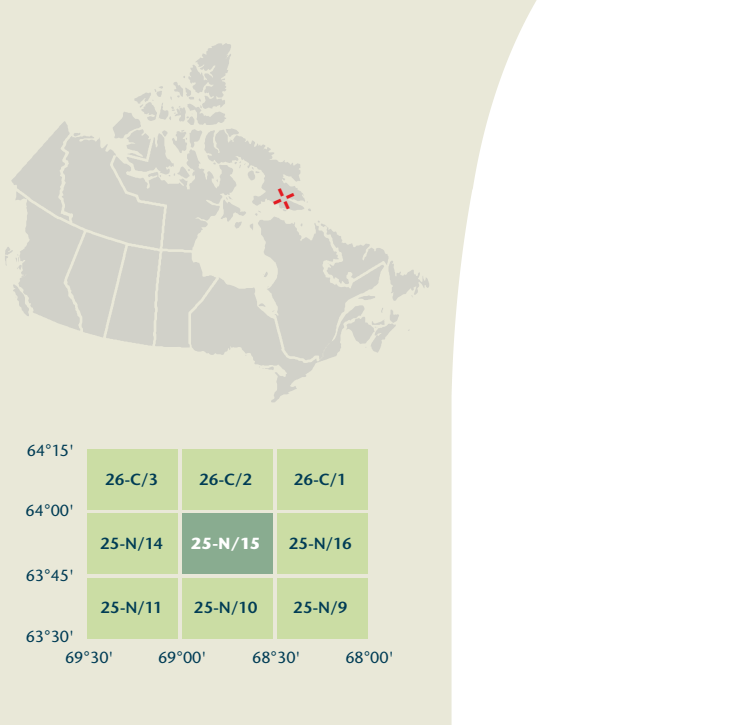 64°15'
26-C/3 26-C/2 26-C/1
64°00'
25-N/14 25-N/15 25-N/16
63°45'
25-N/11 25-N/10 25-N/9
63°30'
69°30' 69°00' 68°30' 68°00'